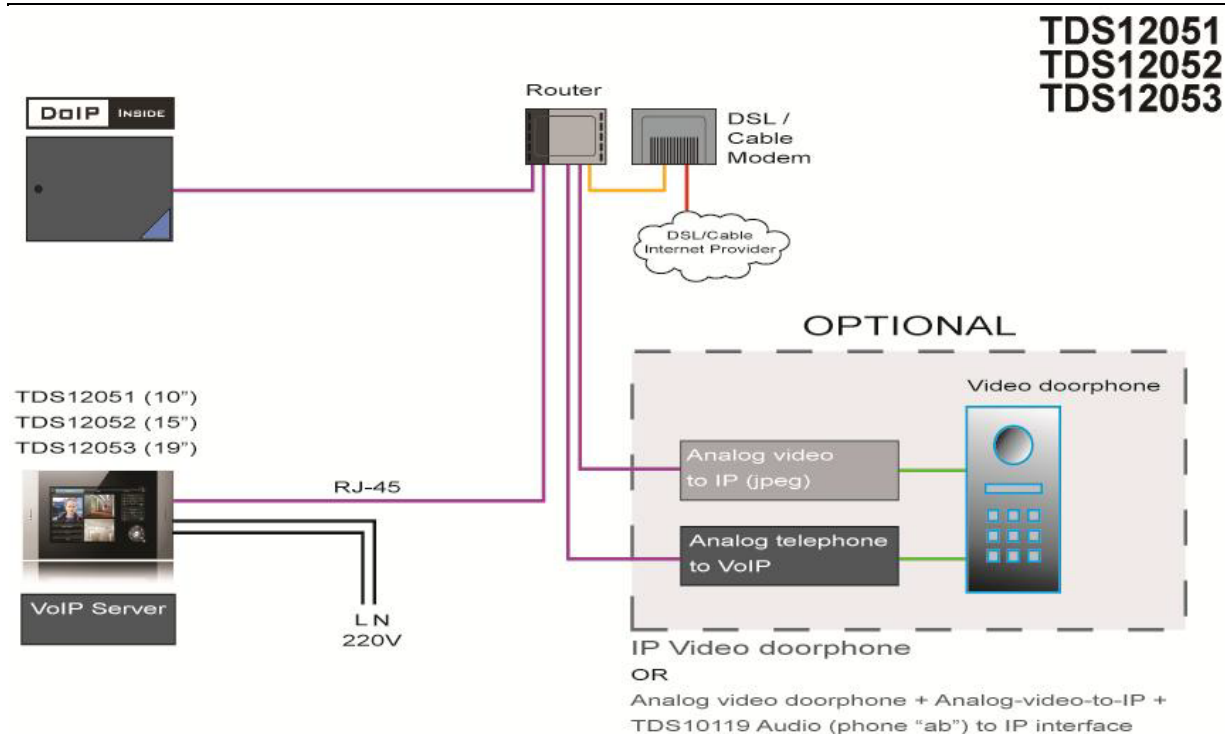 TDS12051
TDS12052
TDS12053
DoIP INSIDE
Router
DSL /
Cable
Modem
DSL/Cable
Internet Provider
OPTIONAL
TDS12051 (10”)
TDS12052 (15”)
TDS12053 (19”)
Video doorphone
Analog video
to IP (jpeg)
RJ-45
Analog telephone
to VoIP
VoIP Server
L N
220V
IP Video doorphone
OR
Analog video doorphone + Analog-video-to-IP +
TDS10119 Audio (phone “ab”) to IP interface